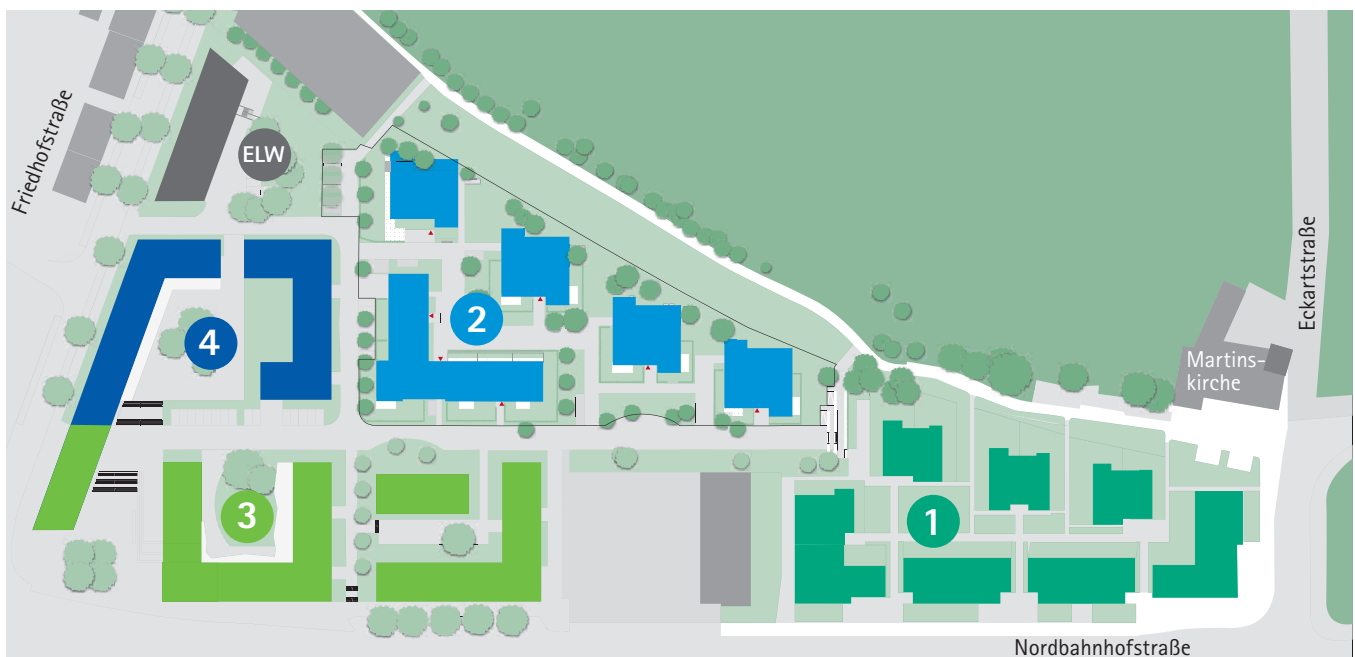 Friedhofstraße
ELW
Eckartstraße
2
4
Martins-
kirche
3
1
Nordbahnhofstraße